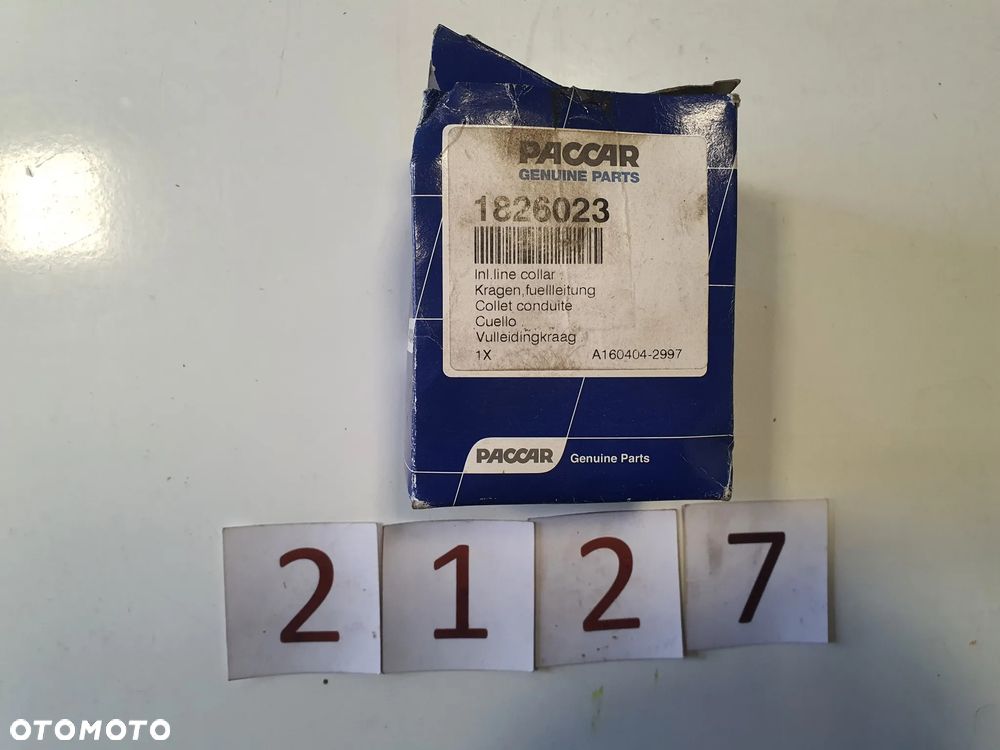 PACCAR
GENUINE PARTS
1826023
Inl.line collar .
Kragen,fuellleitung
Collet conduite .
Cuello .
Vulleidingkraag .
1X A160404-2997
PACCAR Genuine Parts
2 1 2 7
OTOMOTO